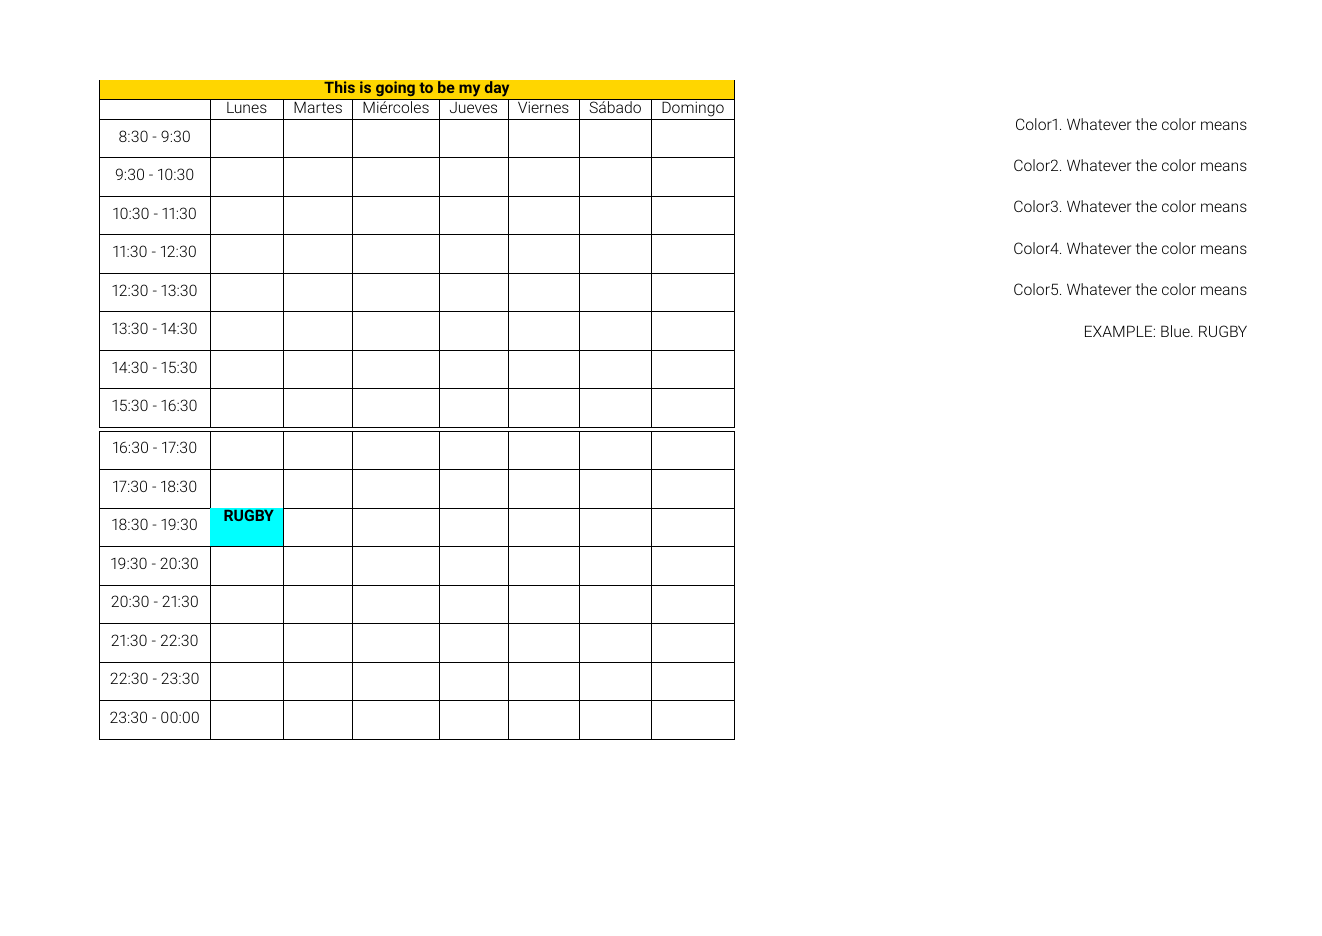 This is going to be my day
Lunes Martes Miércoles Jueves Viernes Sábado Domingo
8:30 - 9:30
9:30 - 10:30
10:30 - 11:30
11:30 - 12:30
12:30 - 13:30
13:30 - 14:30
14:30 - 15:30
15:30 - 16:30
16:30 - 17:30
17:30 - 18:30
18:30 - 19:30 RUGBY
19:30 - 20:30
20:30 - 21:30
21:30 - 22:30
22:30 - 23:30
23:30 - 00:00
Color1. Whatever the color means
Color2. Whatever the color means
Color3. Whatever the color means
Color4. Whatever the color means
Color5. Whatever the color means
EXAMPLE: Blue. RUGBY